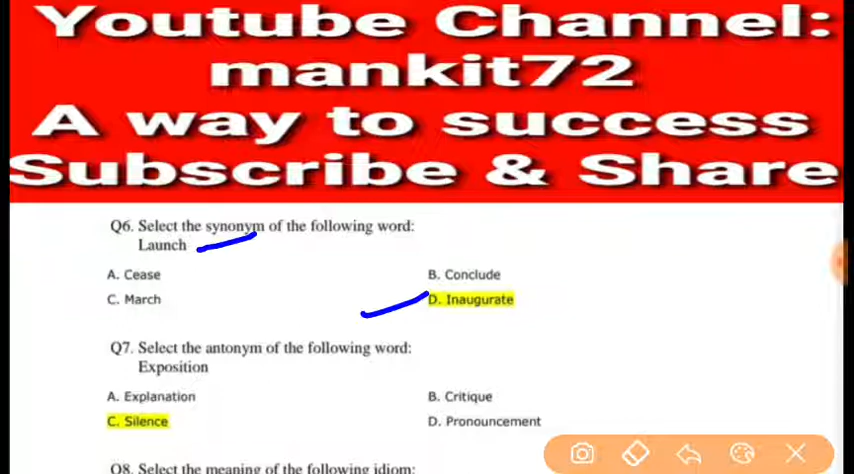 Youtube Channel:
mankit72
A way to success
Subscribe & Share
Q6. Select the synonym of the following word:
Launch
A. Cease
B. Conclude
C. March
D. Inaugurate
Q7. Select the antonym of the following word:
Exposition
A. Explanation
B. Critique
C. Silence
D. Pronouncement
Q8. Select the meaning of the following idiom: